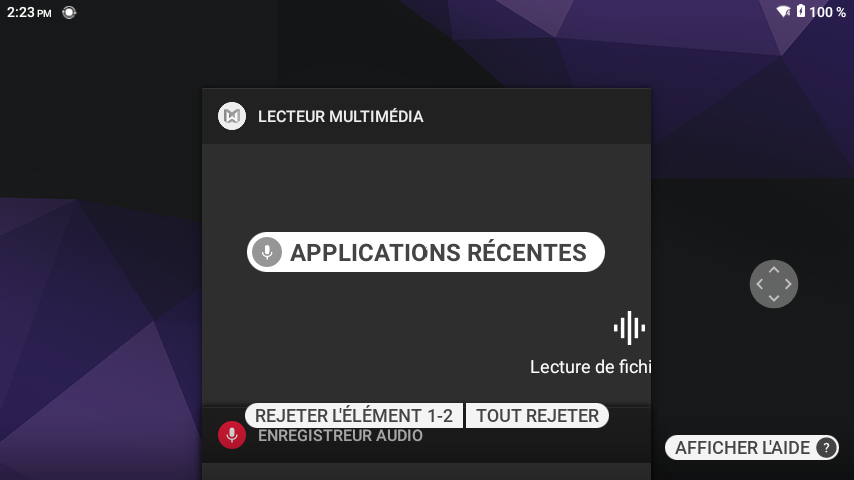 2:23 PM
100 %
LECTEUR MULTIMÉDIA
APPLICATIONS RÉCENTES
Lecture de fichi
REJETER L'ÉLÉMENT 1-2 TOUT REJETER
ENREGISTREUR AUDIO
AFFICHER L'AIDE ?